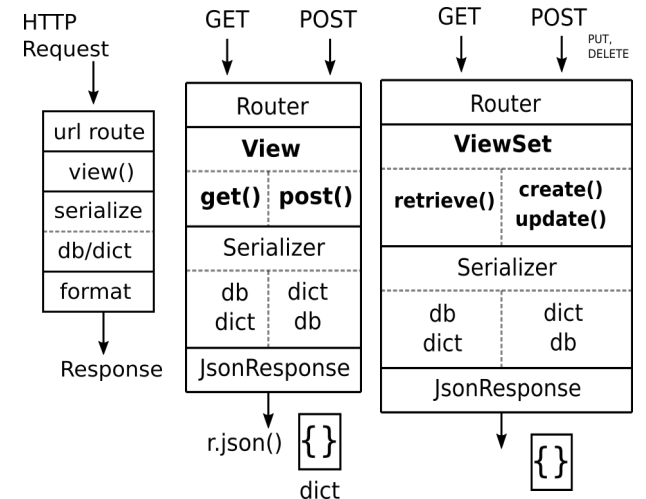 HTTP
Request
url route
view()
serialize
db/dict
format
Response
GET POST
Router
View
get() post()
Serializer
db dict
dict db
JsonResponse
r.json() {}
dict
GET POST
PUT,
DELETE
Router
ViewSet
retrieve() create()
update()
Serializer
db dict
dict db
JsonResponse
{}